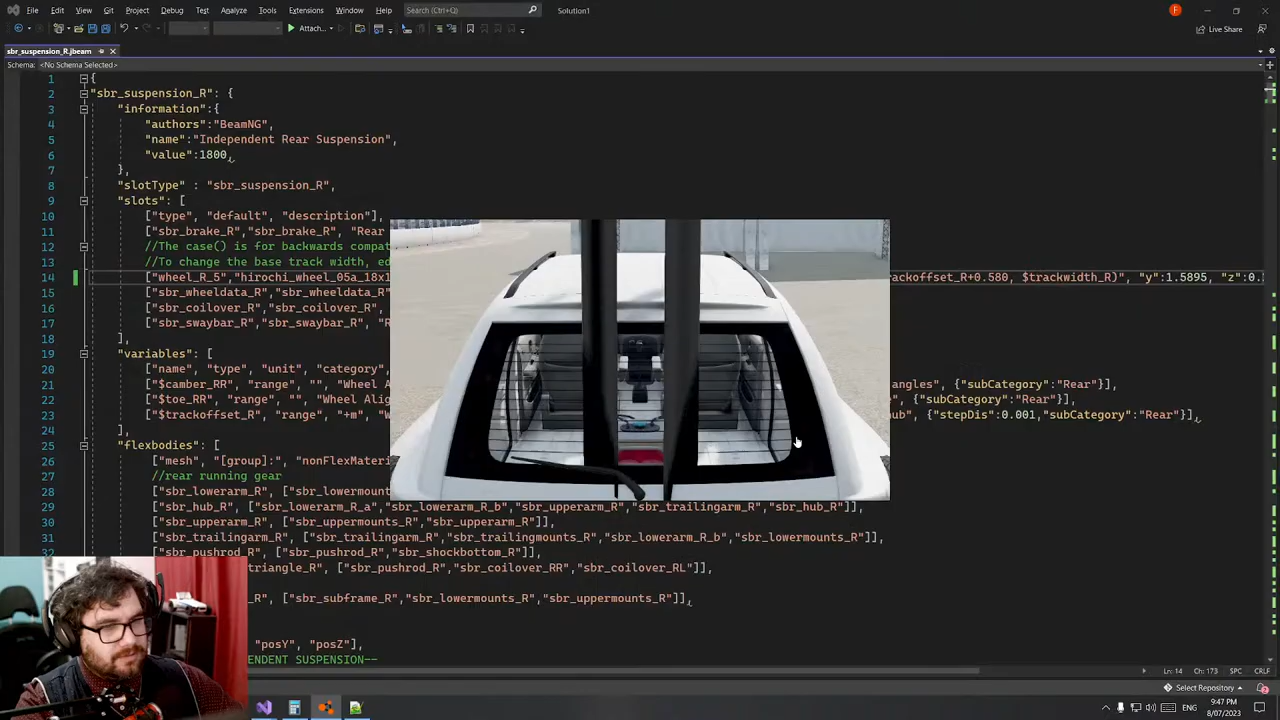 File Edit View Git Project Debug Test Analyze Tools Extensions Window Help Search (Ctrl+Q) Solution1
Attach...
Live Share
sbr_suspension_R.jbeam
Schema: <No Schema Selected>
1 {
2 "sbr_suspension_R": {
3 "information":{
4 "authors":"BeamNG",
5 "name":"Independent Rear Suspension",
6 "value":1800,
7 },
8 "slotType" : "sbr_suspension_R",
9 "slots": [
10 ["type", "default", "description"],
11 ["sbr_brake_R","sbr_brake_R", "Rear
12 //The case() is for backwards compat
13 //To change the base track width, ed
14 ["wheel_R_5","hirochi_wheel_05a_18x1 rackoffset_R+0.580, $trackwidth_R)", "y":1.5895, "z":0.
15 ["sbr_wheeldata_R","sbr_wheeldata_R"
16 ["sbr_coilover_R","sbr_coilover_R",
17 ["sbr_swaybar_R","sbr_swaybar_R", "R
18 ],
19 "variables": [
20 ["name", "type", "unit", "category",
21 ["$camber_RR", "range", "", "Wheel A angles", {"subCategory":"Rear"}],
22 ["$toe_RR", "range", "", "Wheel Alig e", {"subCategory":"Rear"}],
23 ["$trackoffset_R", "range", "+m", "W hub", {"stepDis":0.001,"subCategory":"Rear"}],
24 ],
25 "flexbodies": [
26 ["mesh", "[group]:", "nonFlexMateri
27 //rear running gear
28 ["sbr_lowerarm_R", ["sbr_lowermount
29 ["sbr_hub_R", ["sbr_lowerarm_R_a","sbr_lowerarm_R_b","sbr_upperarm_R","sbr_trailingarm_R","sbr_hub_R"]],
30 ["sbr_upperarm_R", ["sbr_uppermounts_R","sbr_upperarm_R"]],
31 ["sbr_trailingarm_R", ["sbr_trailingmounts_R","sbr_lowerarm_R_b","sbr_lowermounts_R"]],
32 ["sbr_pushrod_R", ["sbr_pushrod_R","sbr_shockbottom_R"]],
triangle_R", ["sbr_pushrod_R","sbr_coilover_RR","sbr_coilover_RL"]],
_R", ["sbr_subframe_R","sbr_lowermounts_R","sbr_uppermounts_R"]],
"posY", "posZ"],
ENDENT SUSPENSION--
Ln: 14 Ch: 173 SPC CRLF
Select Repository
ENG 9:47 PM
8/07/2023